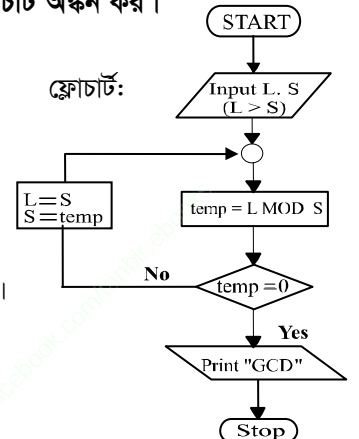 অঙ্কন কর।
START
ফ্লোচার্ট:
Input L. S
(L > S)
L=S
S=temp
temp = L MOD S
।
No
temp =0
Yes
Print "GCD"
Stop